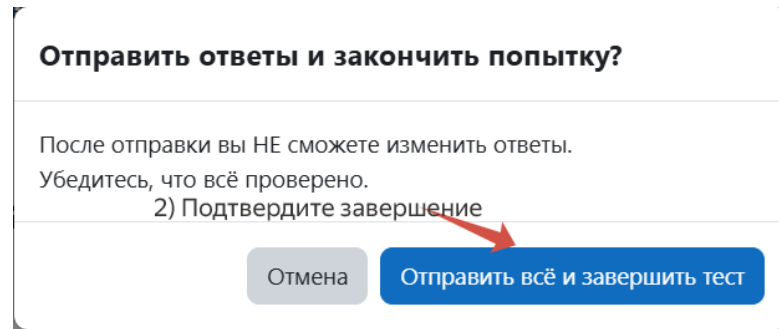 Отправить ответы и закончить попытку?
После отправки вы НЕ сможете изменить ответы.
Убедитесь, что всё проверено.
2) Подтвердите завершение
Отмена
Отправить всё и завершить тест